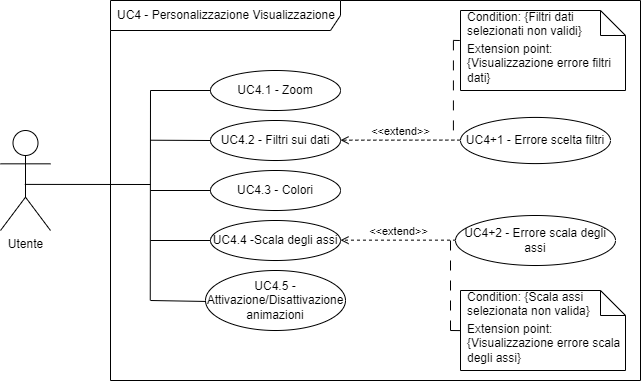 UC4 - Personalizzazione Visualizzazione
Condition: {Filtri dati
selezionati non validi}
Extension point:
{Visualizzazione errore filtri
dati}
UC4.1 - Zoom
<<extend>>
UC4.2 - Filtri sui dati
UC4+1 - Errore scelta filtri
UC4.3 - Colori
Utente
<<extend>>
UC4.4 -Scala degli assi
UC4+2 - Errore scala degli
assi
UC4.5 -
Attivazione/Disattivazione
animazioni
Condition: {Scala assi
selezionata non valida}
Extension point:
{Visualizzazione errore scala
degli assi}